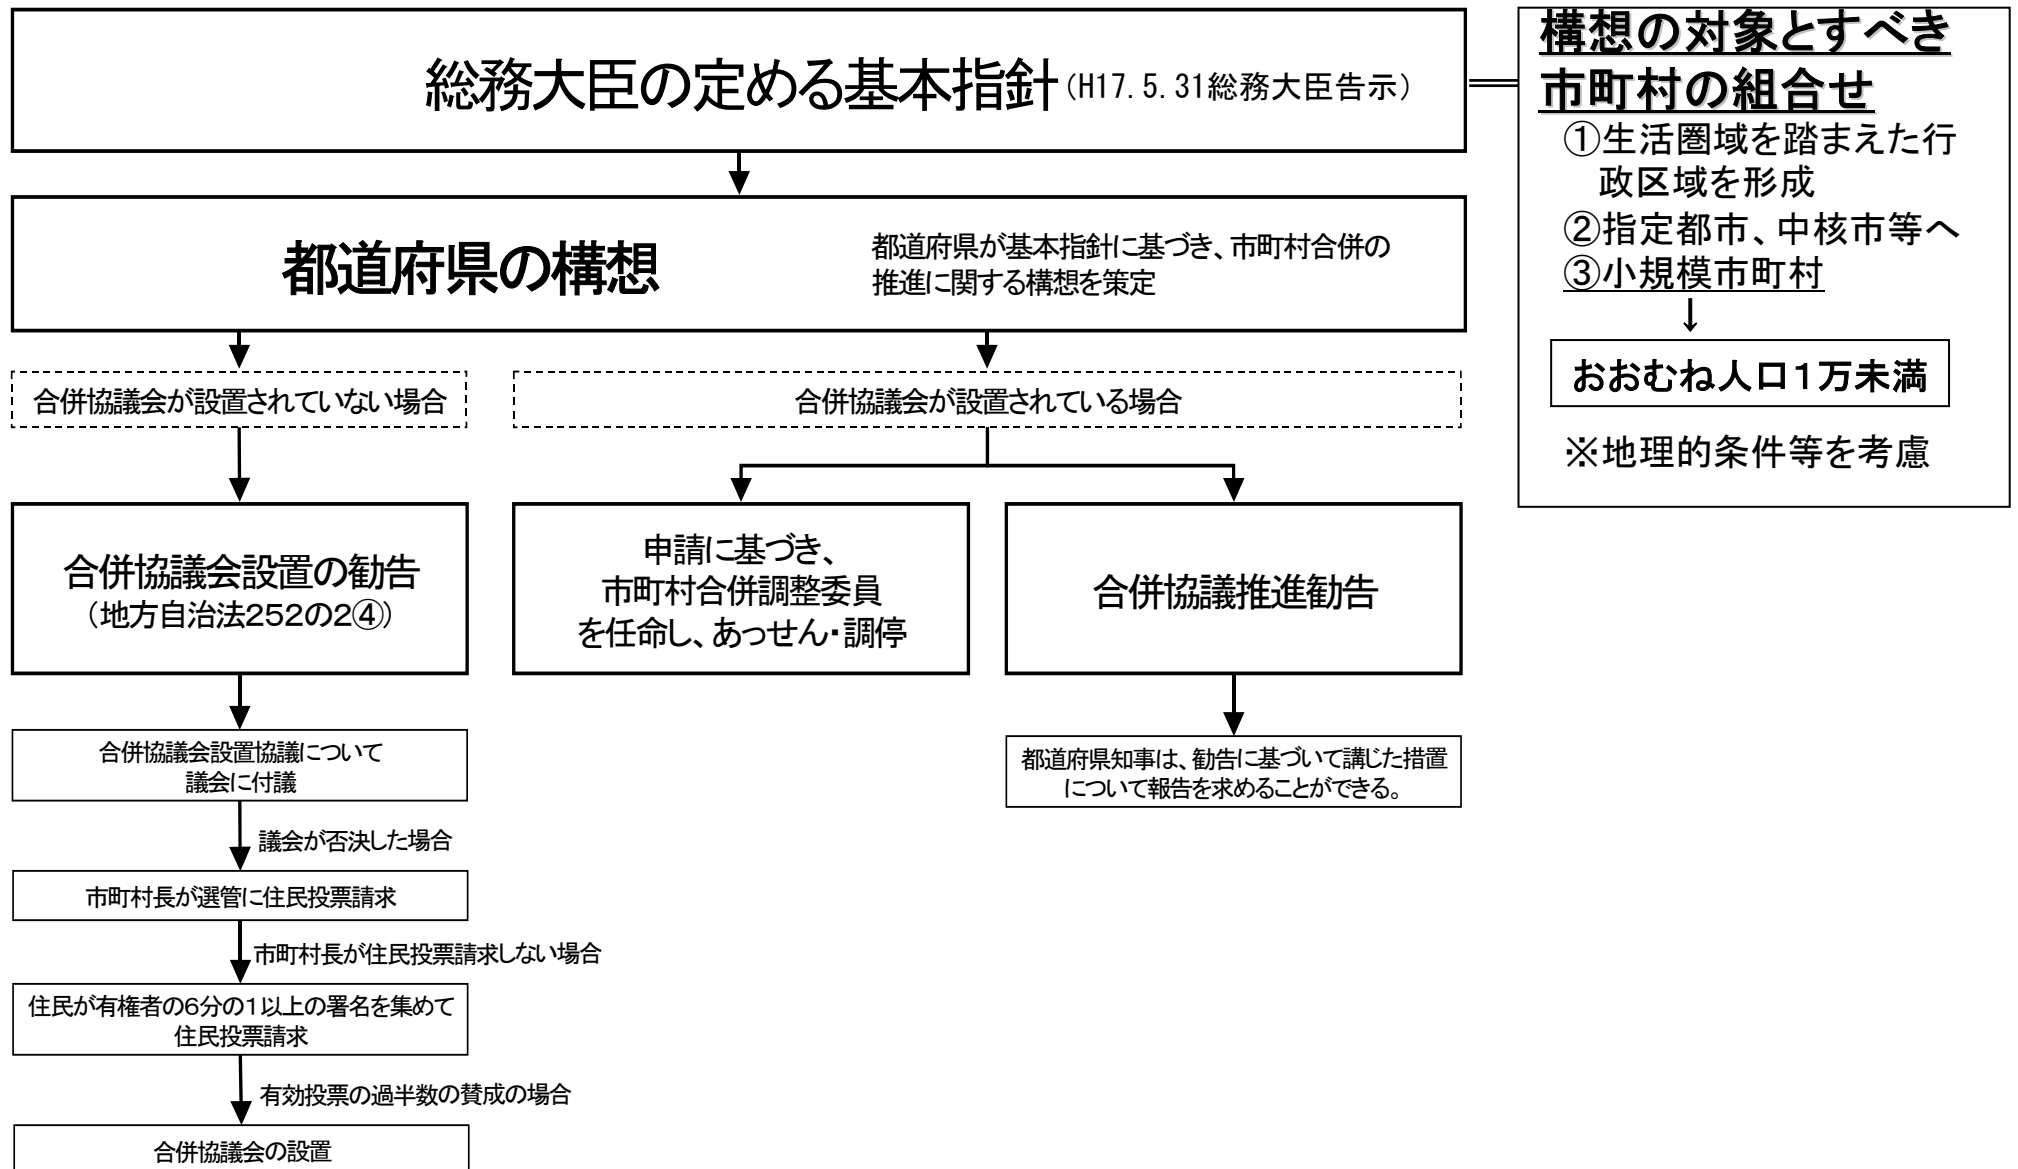 総務大臣の定める基本指針(H17.5.31総務大臣告示)
構想の対象とすべき
市町村の組合せ
①生活圏域を踏まえた行
政区域を形成
②指定都市、中核市等へ
③小規模市町村
↓
おおむね人口1万未満
※地理的条件等を考慮
都道府県の構想
都道府県が基本指針に基づき、市町村合併の
推進に関する構想を策定
合併協議会が設置されていない場合
合併協議会が設置されている場合
合併協議会設置の勧告
(地方自治法252の2④)
申請に基づき、
市町村合併調整委員
を任命し、あっせん・調停
合併協議推進勧告
合併協議会設置協議について
議会に付議
都道府県知事は、勧告に基づいて講じた措置
について報告を求めることができる。
議会が否決した場合
市町村長が選管に住民投票請求
市町村長が住民投票請求しない場合
住民が有権者の6分の1以上の署名を集めて
住民投票請求
有効投票の過半数の賛成の場合
合併協議会の設置